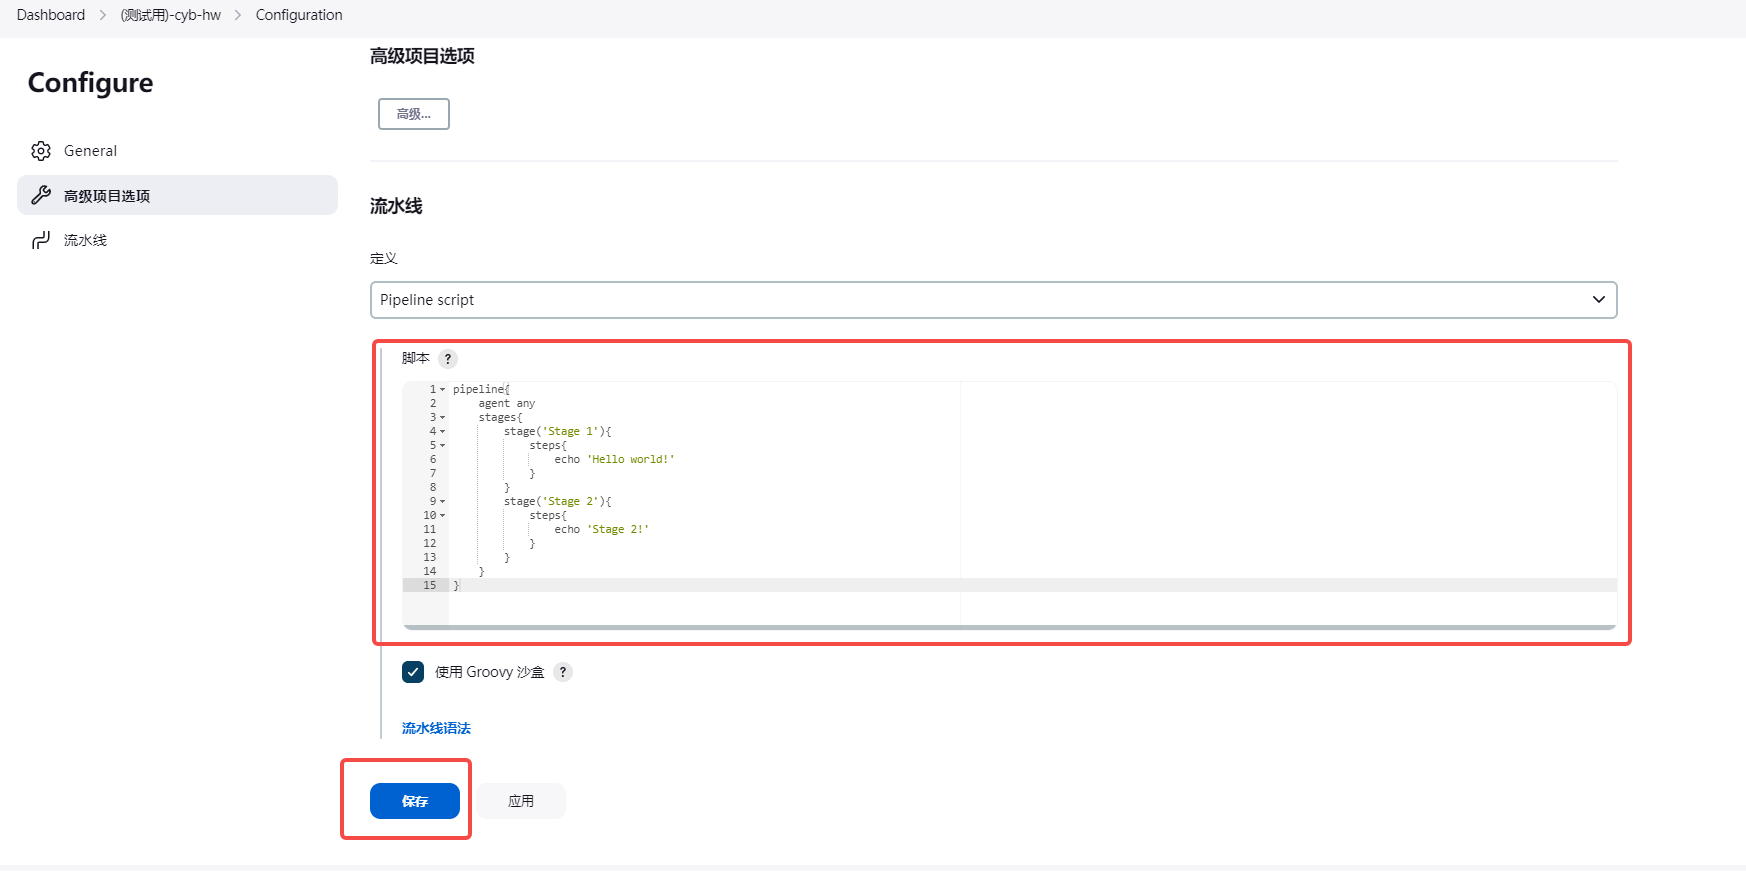 Dashboard > (测试用)-cyb-hw > Configuration
Configure
General
高级项目选项
流水线
高级项目选项
高级...
流水线
定义
Pipeline script
脚本 ?
1 pipeline{
2     agent any
3     stages{
4         stage('Stage 1'){
5             steps{
6                 echo 'Hello world!'
7             }
8         }
9         stage('Stage 2'){
10             steps{
11                 echo 'Stage 2!'
12             }
13         }
14     }
15 }
使用 Groovy 沙盒 ?
流水线语法
保存
应用